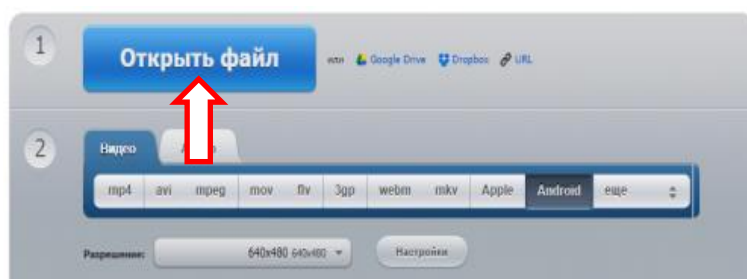 1
Открыть файл
или Google Drive Dropbox URL
2
Видео
mp4 avi mpeg mov flv 3gp webm mkv Apple Android еще
Разрешение: 640x480 640x480 Настройки